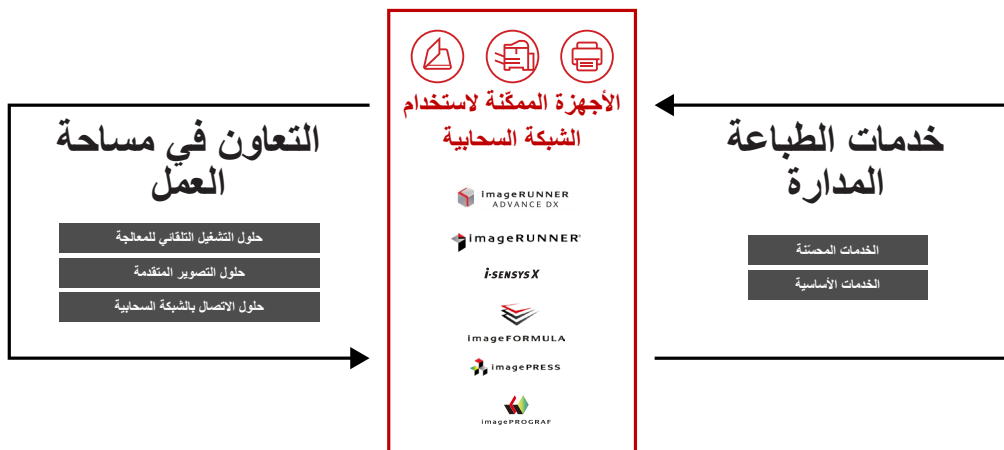 خدمات الطباعة
المدارة
الخدمات المحسّنة
الخدمات الأساسية
الأجهزة الممكّنة لاستخدام
الشبكة السحابية
imageRUNNER
ADVANCE DX
imageRUNNER®
i-SENSYS X
imageFORMULA
imagePRESS
imagePROGRAF
التعاون في مساحة
العمل
حلول التشغيل التلقائي للمعالجة
حلول التصوير المتقدمة
حلول الاتصال بالشبكة السحابية